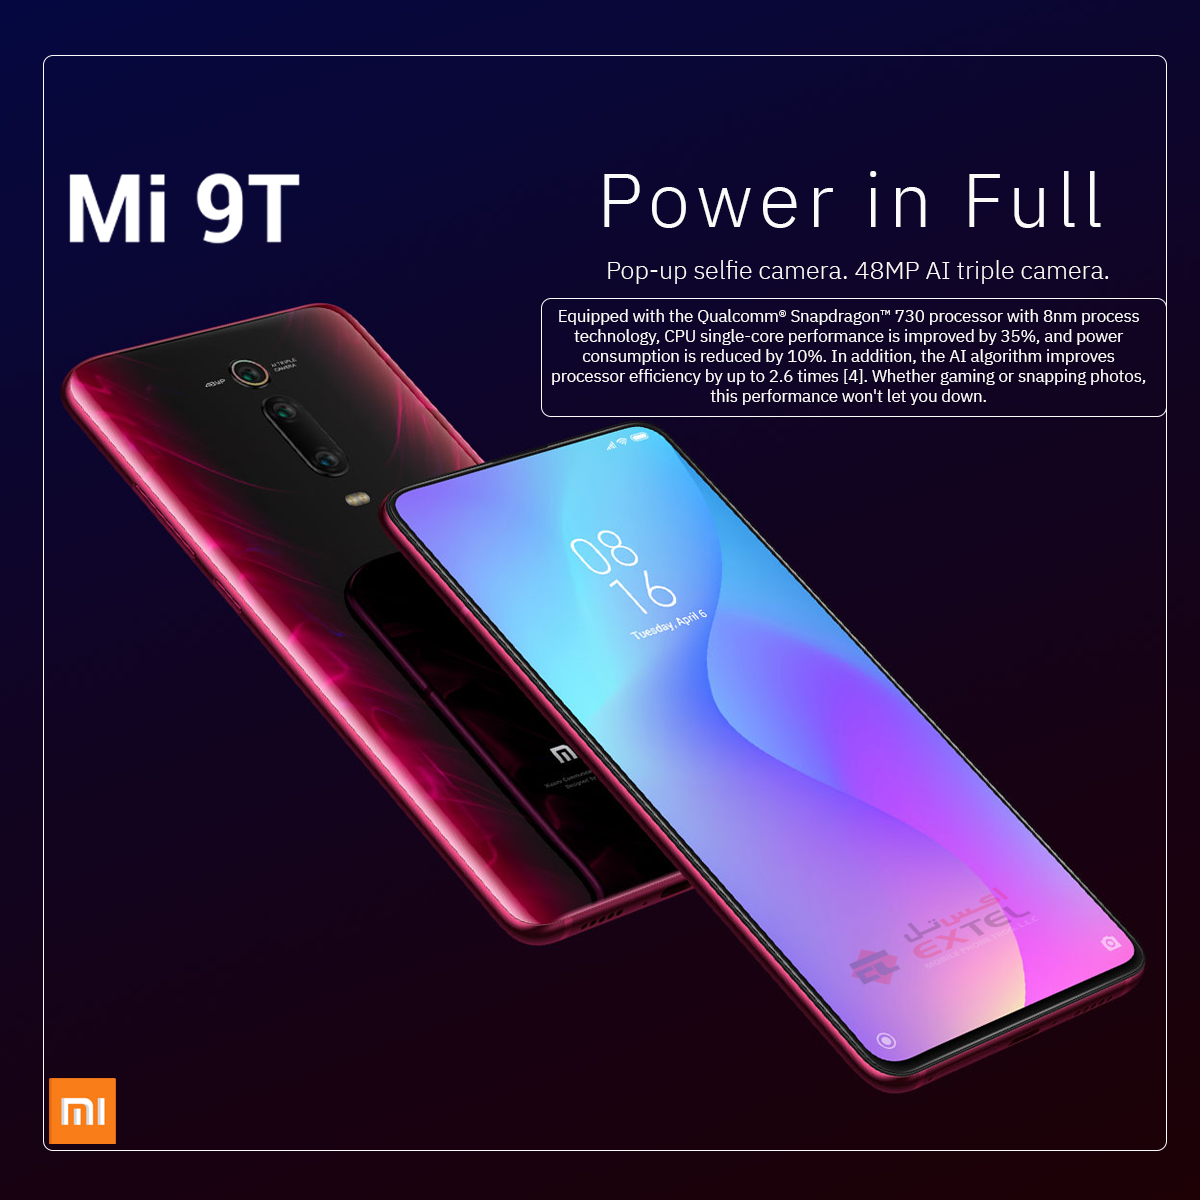 Mi 9T
Power in Full
Pop-up selfie camera. 48MP AI triple camera.
Equipped with the Qualcomm® Snapdragon™ 730 processor with 8nm process
technology, CPU single-core performance is improved by 35%, and power
consumption is reduced by 10%. In addition, the AI algorithm improves
processor efficiency by up to 2.6 times [4]. Whether gaming or snapping photos,
this performance won't let you down.
48MP
AI TRIPLE
CAMERA
08
16
Tuesday, April 6
اكستل
EXTEL
mi